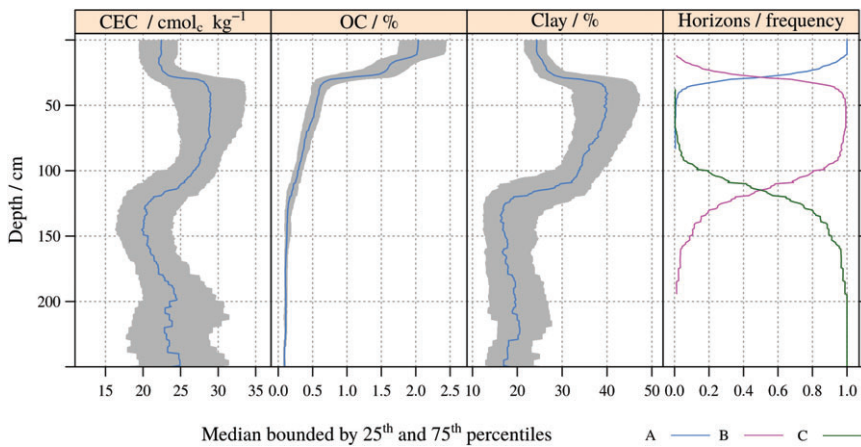 CEC / cmol_c kg⁻¹ OC / % Clay / % Horizons / frequency
Depth / cm
50
100
150
200
15 20 25 30 35 0.0 0.5 1.0 1.5 2.0 2.5 10 20 30 40 50 0.0 0.2 0.4 0.6 0.8 1.0
Median bounded by 25ᵗʰ and 75ᵗʰ percentiles A B C